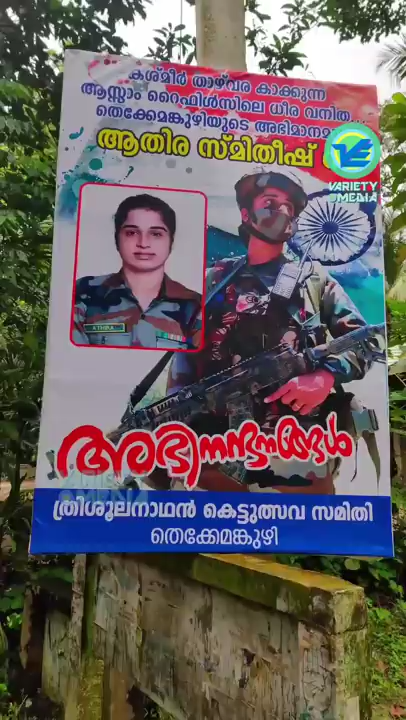 കശ്മീർ താഴ്‌വര കാക്കുന്ന
ആസ്സാം റൈഫിൾസിലെ ധീര വനിത
തെക്കേമങ്കുഴിയുടെ
ആതിര സ്മിതീഷ്
VARIETY
MEDIA
ATHIRA
അഭിനന്ദനങ്ങൾ
ത്രിശൂലനാഥൻ കെട്ടുത്സവ സമിതി
തെക്കേമങ്കുഴി